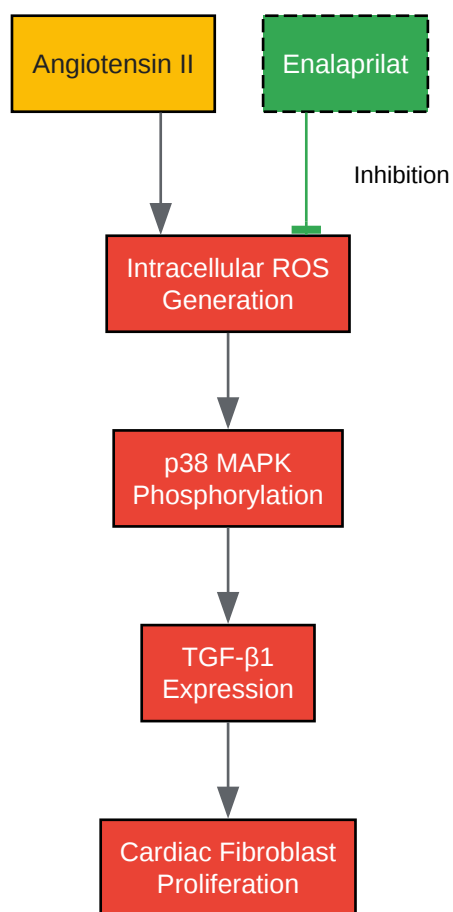 Angiotensin II
Enalaprilat
Inhibition
Intracellular ROS
Generation
p38 MAPK
Phosphorylation
TGF-β1
Expression
Cardiac Fibroblast
Proliferation